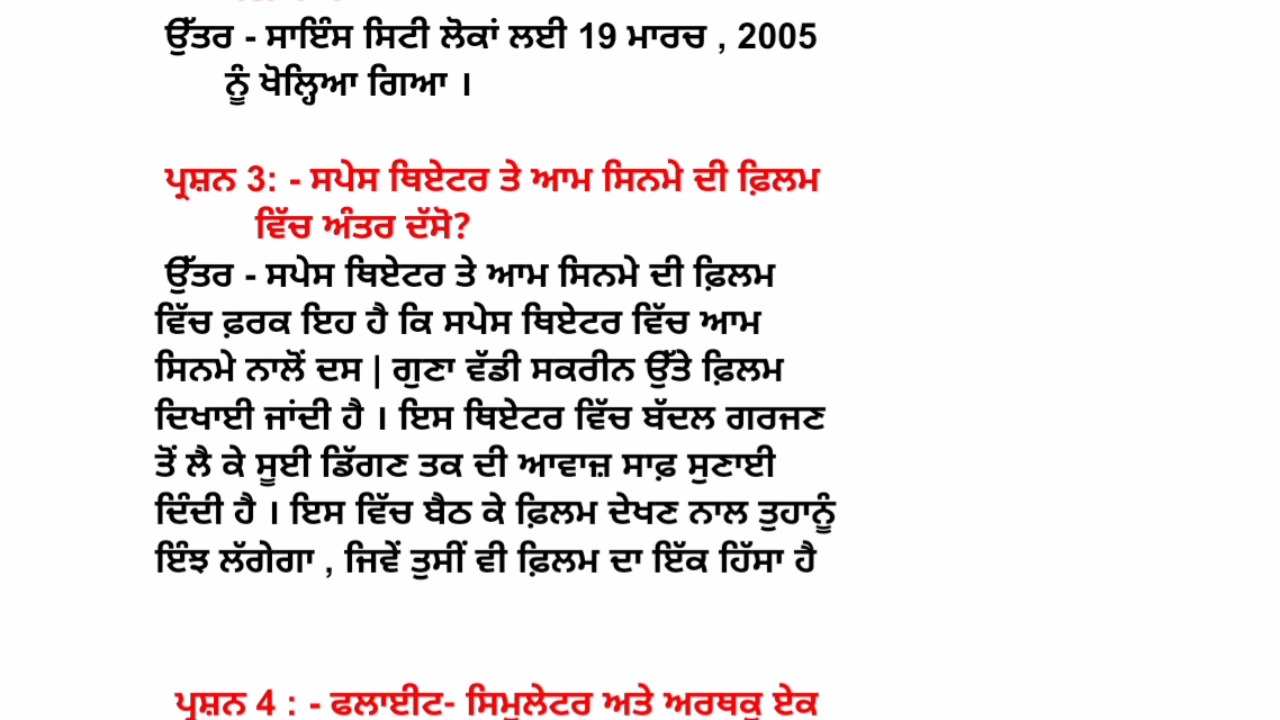 ਉੱਤਰ - ਸਾਇੰਸ ਸਿਟੀ ਲੋਕਾਂ ਲਈ 19 ਮਾਰਚ , 2005
ਨੂੰ ਖੋਲ੍ਹਿਆ ਗਿਆ ।
ਪ੍ਰਸ਼ਨ 3: - ਸਪੇਸ ਥਿਏਟਰ ਤੇ ਆਮ ਸਿਨਮੇ ਦੀ ਫ਼ਿਲਮ
ਵਿੱਚ ਅੰਤਰ ਦੱਸੋ?
ਉੱਤਰ - ਸਪੇਸ ਥਿਏਟਰ ਤੇ ਆਮ ਸਿਨਮੇ ਦੀ ਫ਼ਿਲਮ
ਵਿੱਚ ਫ਼ਰਕ ਇਹ ਹੈ ਕਿ ਸਪੇਸ ਥਿਏਟਰ ਵਿੱਚ ਆਮ
ਸਿਨਮੇ ਨਾਲੋਂ ਦਸ | ਗੁਣਾ ਵੱਡੀ ਸਕਰੀਨ ਉੱਤੇ ਫ਼ਿਲਮ
ਦਿਖਾਈ ਜਾਂਦੀ ਹੈ । ਇਸ ਥਿਏਟਰ ਵਿੱਚ ਬੱਦਲ ਗਰਜਣ
ਤੋਂ ਲੈ ਕੇ ਸੂਈ ਡਿੱਗਣ ਤਕ ਦੀ ਆਵਾਜ਼ ਸਾਫ਼ ਸੁਣਾਈ
ਦਿੰਦੀ ਹੈ । ਇਸ ਵਿੱਚ ਬੈਠ ਕੇ ਫ਼ਿਲਮ ਦੇਖਣ ਨਾਲ ਤੁਹਾਨੂੰ
ਇੰਝ ਲੱਗੇਗਾ , ਜਿਵੇਂ ਤੁਸੀਂ ਵੀ ਫ਼ਿਲਮ ਦਾ ਇੱਕ ਹਿੱਸਾ ਹੈ
ਪ੍ਰਸ਼ਨ 4 : - ਫਲਾਈਟ- ਸਿਮੂਲੇਟਰ ਅਤੇ ਅਰਥਕੁ ਏਕ